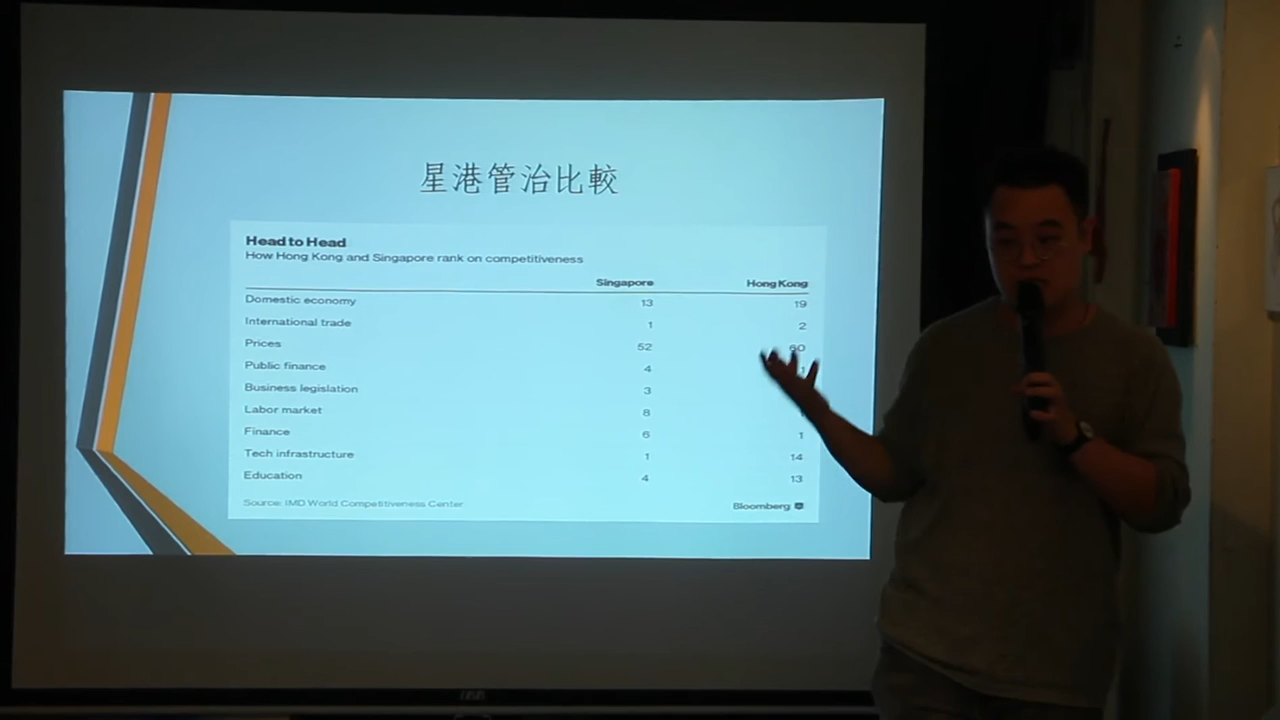 星港管治比較
Head to Head
How Hong Kong and Singapore rank on competitiveness
Singapore Hong Kong
Domestic economy 13 19
International trade 1 2
Prices 52 60
Public finance 4
Business legislation 3
Labor market 8
Finance 6 1
Tech infrastructure 1 14
Education 4 13
Source: IMD World Competitiveness Center Bloomberg